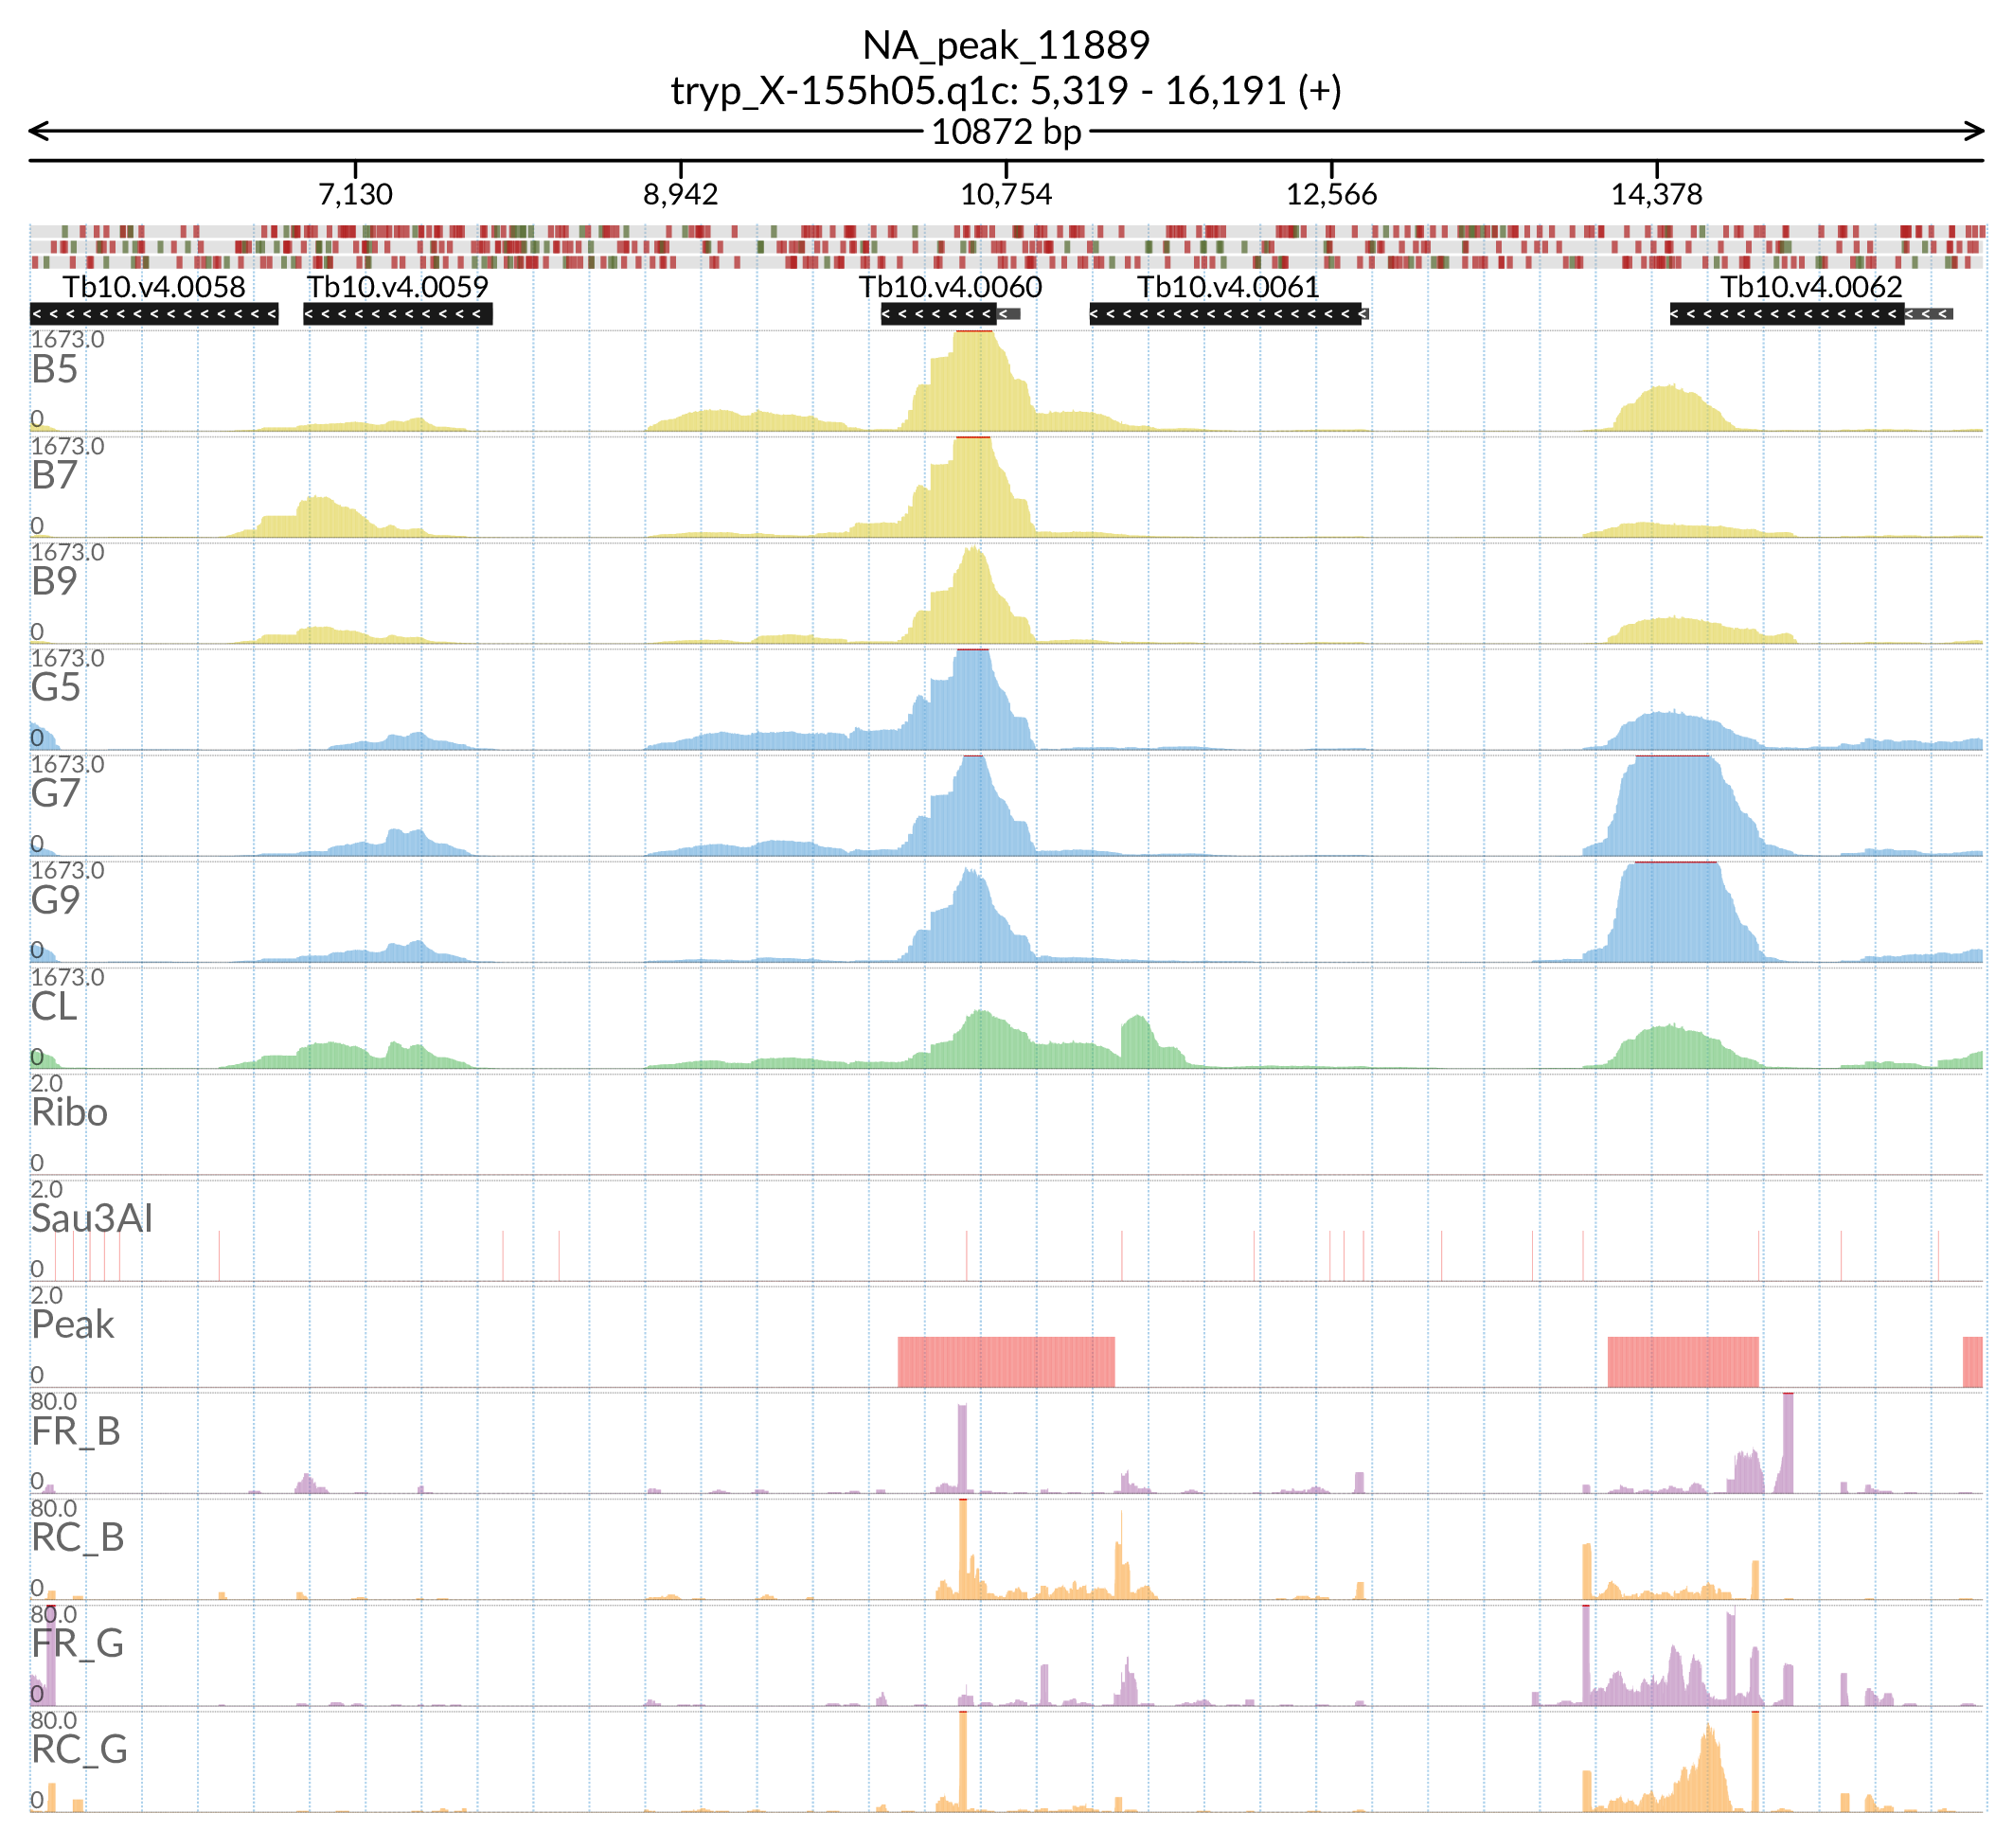 NA_peak_11889
tryp_X-155h05.q1c: 5,319 - 16,191 (+)
10872 bp
7,130 8,942 10,754 12,566 14,378
Tb10.v4.0058 Tb10.v4.0059 Tb10.v4.0060 Tb10.v4.0061 Tb10.v4.0062
1673.0
B5
0
1673.0
B7
0
1673.0
B9
0
1673.0
G5
0
1673.0
G7
0
1673.0
G9
0
1673.0
CL
0
2.0
Ribo
0
2.0
Sau3AI
0
2.0
Peak
0
80.0
FR_B
0
80.0
RC_B
0
80.0
FR_G
0
80.0
RC_G
0